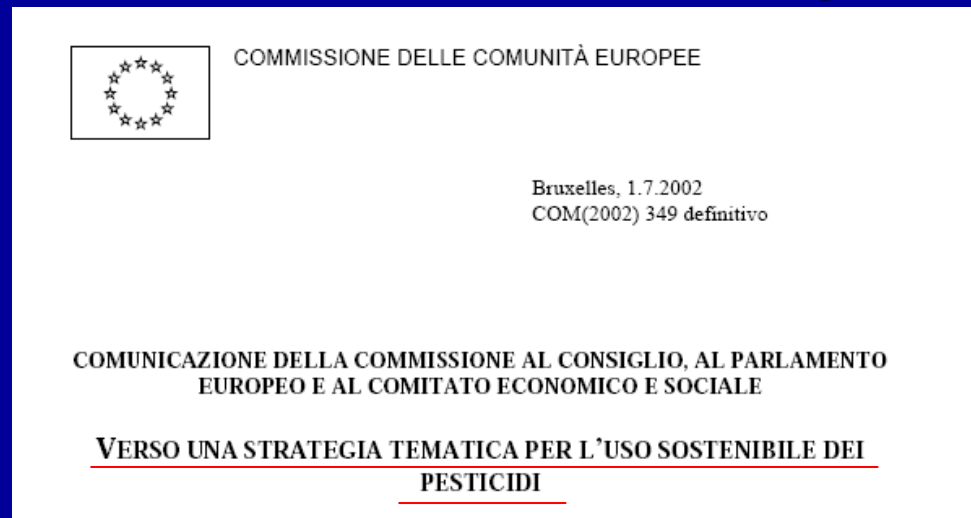 COMMISSIONE DELLE COMUNITÀ EUROPEE
Bruxelles, 1.7.2002
COM(2002) 349 definitivo
COMUNICAZIONE DELLA COMMISSIONE AL CONSIGLIO, AL PARLAMENTO
EUROPEO E AL COMITATO ECONOMICO E SOCIALE
VERSO UNA STRATEGIA TEMATICA PER L'USO SOSTENIBILE DEI
PESTICIDI